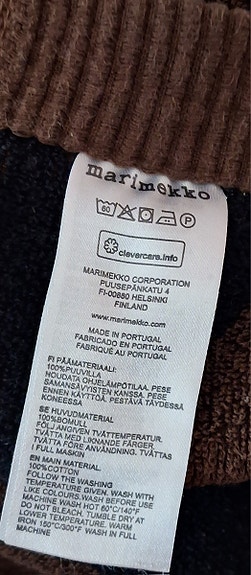 marimekko
60 P
clevercare.info
MARIMEKKO CORPORATION
PUUSEPÄNKATU 4
FI-00880 HELSINKI
FINLAND
www.marimekko.com
MADE IN PORTUGAL
FABRICADO EN PORTUGAL
FABRIQUÉ AU PORTUGAL
FI PÄÄMATERIAALI:
100%PUUVILLA
NOUDATA OHJELÄMPÖTILAA. PESE
SAMANSÄVYISTEN KANSSA. PESE
ENNEN KÄYTTÖÄ. PESTÄVÄ TÄYDESSÄ
KONEESSA
SE HUVUDMATERIAL
100%BOMULL
FÖLJ ANGIVEN TVÄTTEMPERATUR.
TVÄTTA MED LIKNANDE FÄRGER.
TVÄTTA FÖRE ANVÄNDNING. TVÄTTAS
I FULL MASKIN
EN MAIN MATERIAL
100%COTTON
FOLLOW THE WASHING
TEMPERATURE GIVEN. WASH WITH
LIKE COLOURS.WASH BEFORE USE
MACHINE WASH HOT 60°C/140°F
DO NOT BLEACH. TUMBLE DRY AT
LOWER TEMPERATURE. WARM
IRON 150°C/300°F WASH IN FULL
MACHINE